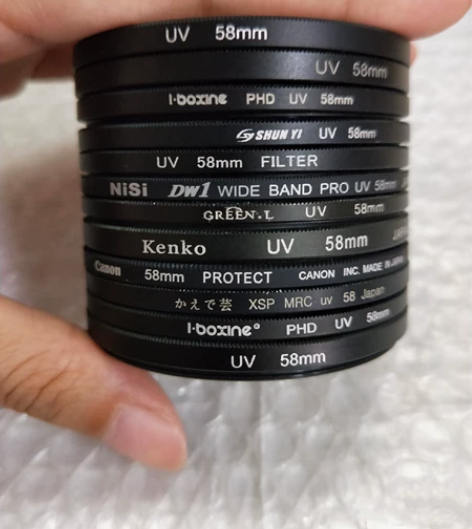 UV 58mm
UV 58mm
I·boxine PHD UV 58mm
SHUN YI UV 58mm
UV 58mm FILTER
NiSi DW1 WIDE BAND PRO UV 58mm
GREEN.L UV 58mm
Kenko UV 58mm
Canon 58mm PROTECT CANON INC. MADE IN JAPAN
かえで芸 XSP MRC UV 58 Japan
I·boxine® PHD UV 58mm
UV 58mm